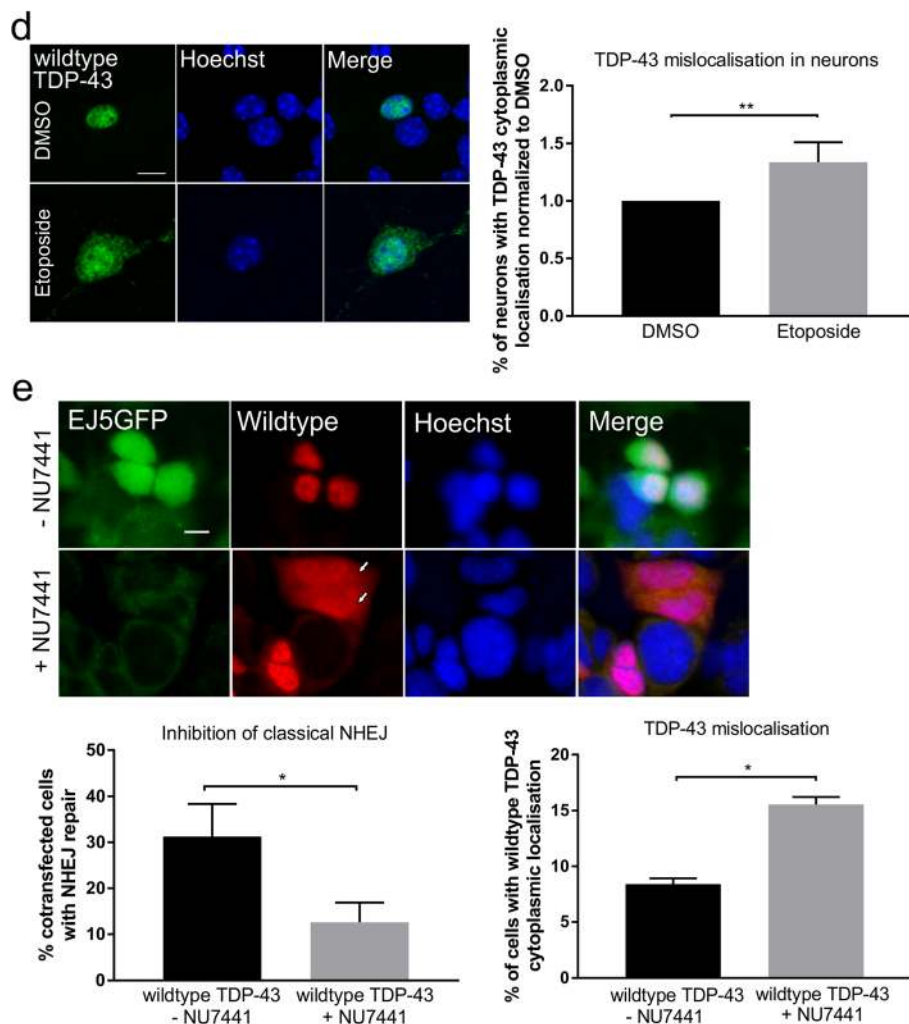 d
wildtype
TDP-43
Hoechst
Merge
DMSO
Etoposide
TDP-43 mislocalisation in neurons
% of neurons with TDP-43 cytoplasmic
localisation normalized to DMSO
2.0
1.5
1.0
0.5
0.0
**
DMSO
Etoposide
e
EJ5GFP
Wildtype
Hoechst
Merge
- NU7441
+ NU7441
Inhibition of classical NHEJ
% cotransfected cells
with NHEJ repair
50
40
30
20
10
0
*
wildtype TDP-43
- NU7441
wildtype TDP-43
+ NU7441
TDP-43 mislocalisation
% of cells with wildtype TDP-43
cytoplasmic localisation
20
15
10
5
0
*
wildtype TDP-43
- NU7441
wildtype TDP-43
+ NU7441